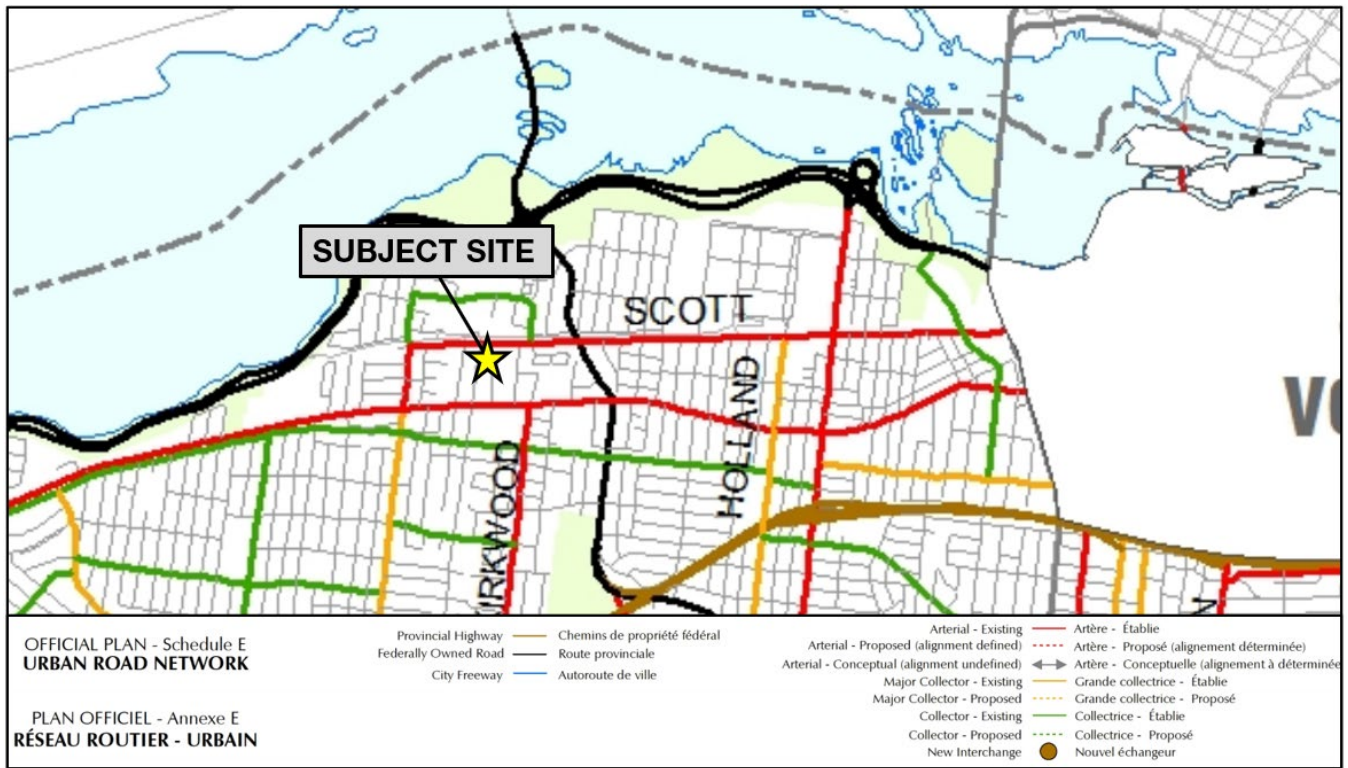 SUBJECT SITE
SCOTT
HOLLAND
IRKWOOD
OFFICIAL PLAN - Schedule E
URBAN ROAD NETWORK
PLAN OFFICIEL - Annexe E
RÉSEAU ROUTIER - URBAIN
Provincial Highway Chemins de propriété fédéral
Federally Owned Road Route provinciale
City Freeway Autoroute de ville
Arterial - Existing Artère - Établie
Arterial - Proposed (alignment defined) Artère - Proposé (alignement déterminée)
Arterial - Conceptual (alignment undefined) Artère - Conceptuelle (alignement à déterminée
Major Collector - Existing Grande collectrice - Établie
Major Collector - Proposed Grande collectrice - Proposé
Collector - Existing Collectrice - Établie
Collector - Proposed Collectrice - Proposé
New Interchange Nouvel échangeur